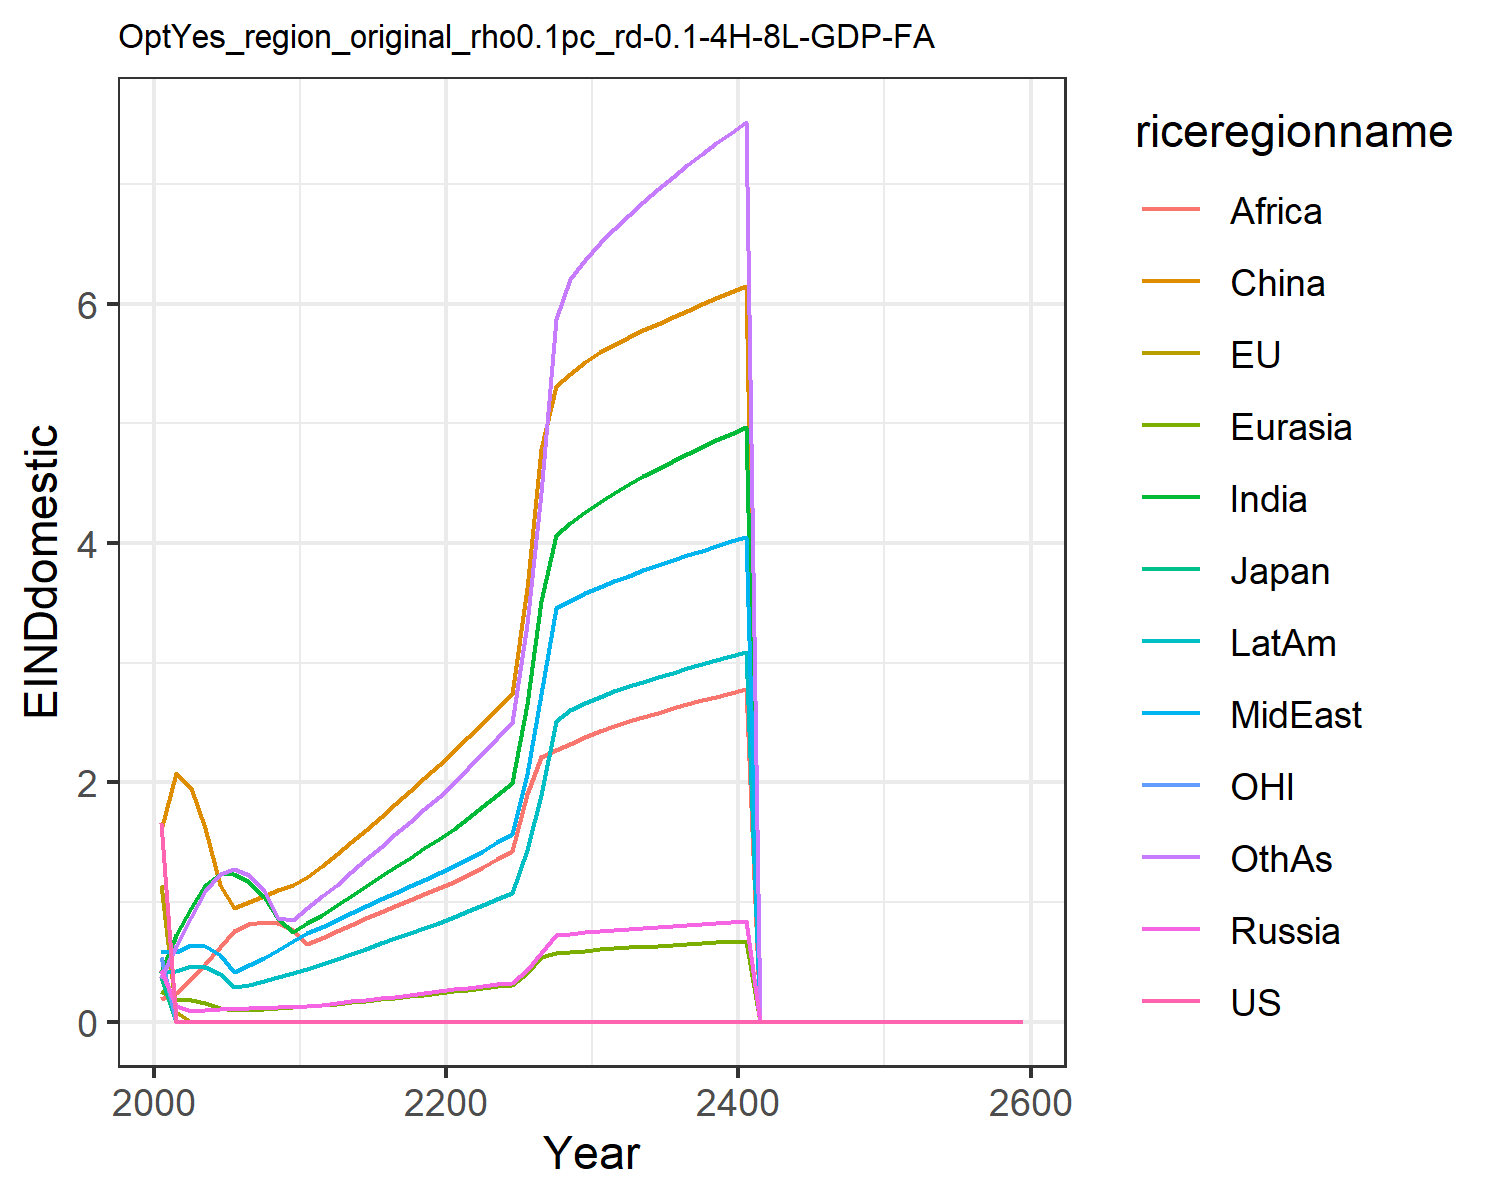 OptYes_region_original_rho0.1pc_rd-0.1-4H-8L-GDP-FA
riceregionname
Africa
China
EU
Eurasia
India
Japan
LatAm
MidEast
OHI
OthAs
Russia
US
EINDdomestic
6
4
2
0
2000 2200 2400 2600
Year